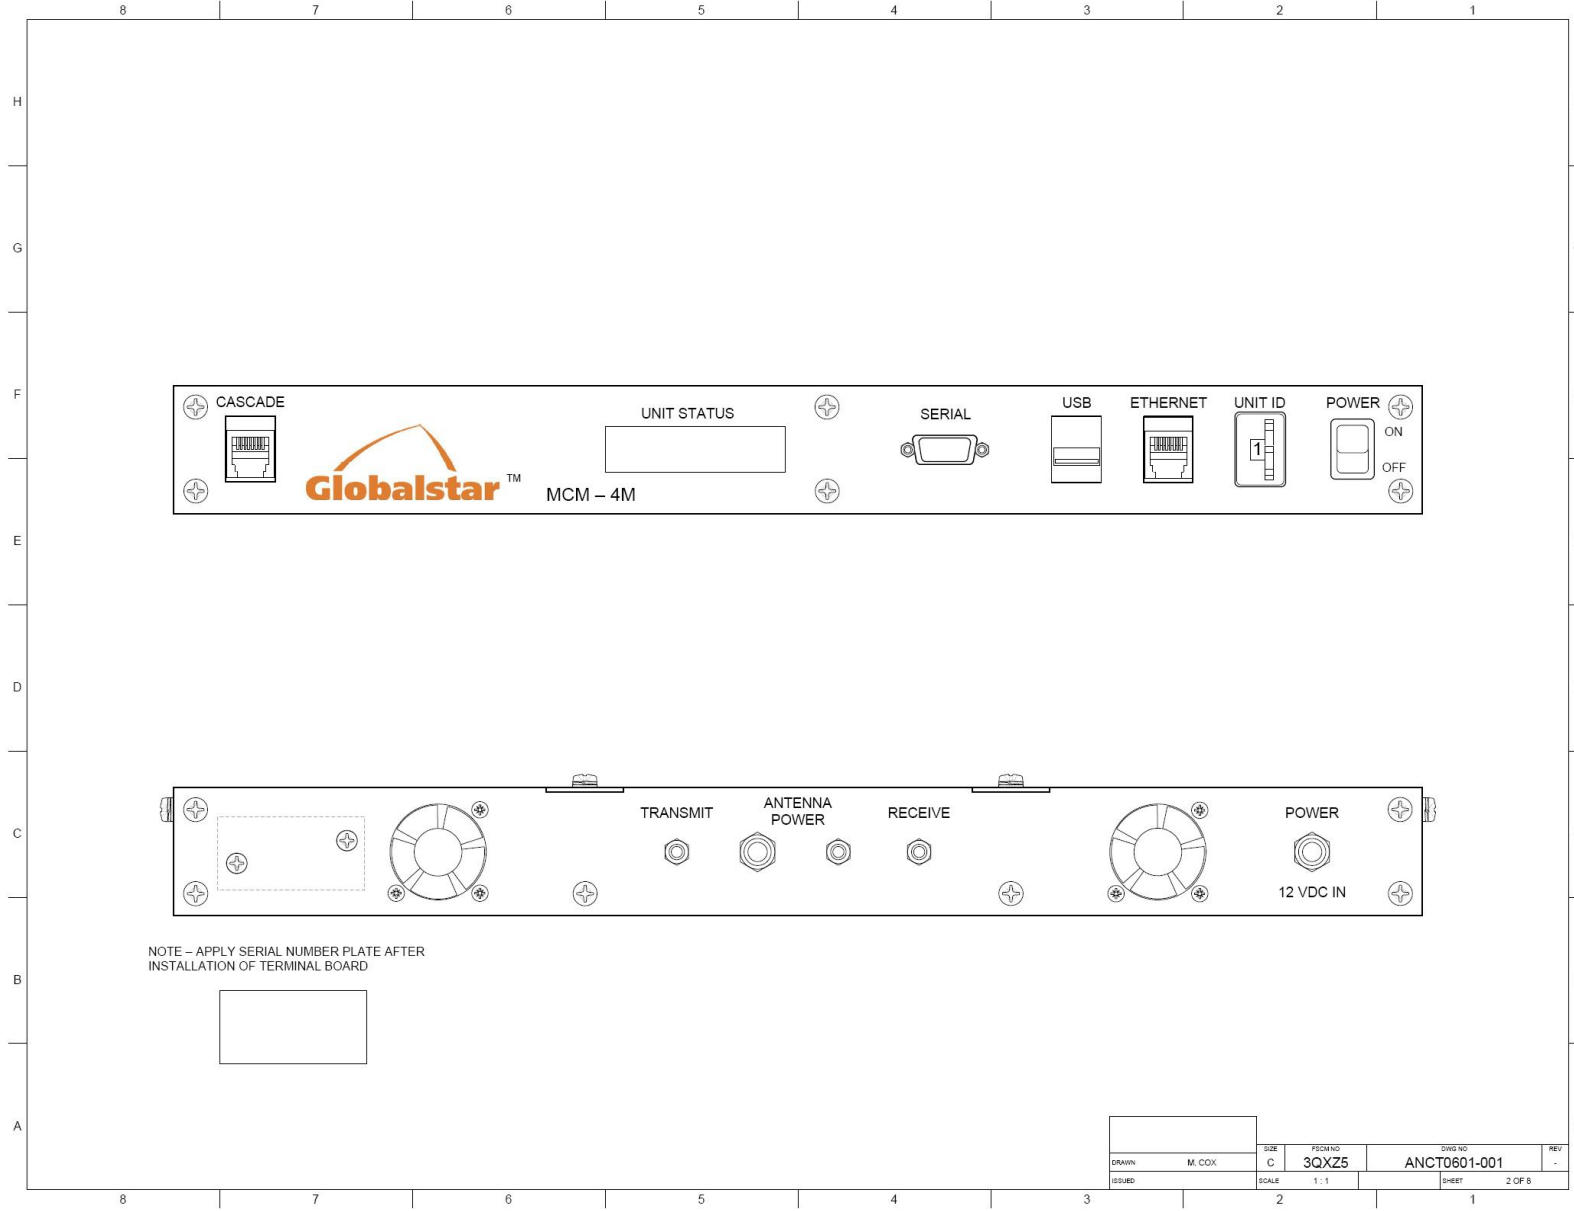 8 7 6 5 4 3 2 1
H
G
F
E
D
C
B
A
CASCADE
Globalstar ™
UNIT STATUS
MCM – 4M
SERIAL
USB
ETHERNET
UNIT ID
1
POWER
ON
OFF
TRANSMIT
ANTENNA
POWER
RECEIVE
POWER
12 VDC IN
NOTE – APPLY SERIAL NUMBER PLATE AFTER
INSTALLATION OF TERMINAL BOARD
DRAWN M. COX
ISSUED
SIZE FSCM NO DWG NO REV
C 3QXZ5 ANCT0601-001 -
SCALE 1 : 1 SHEET 2 OF 8
8 7 6 5 4 3 2 1